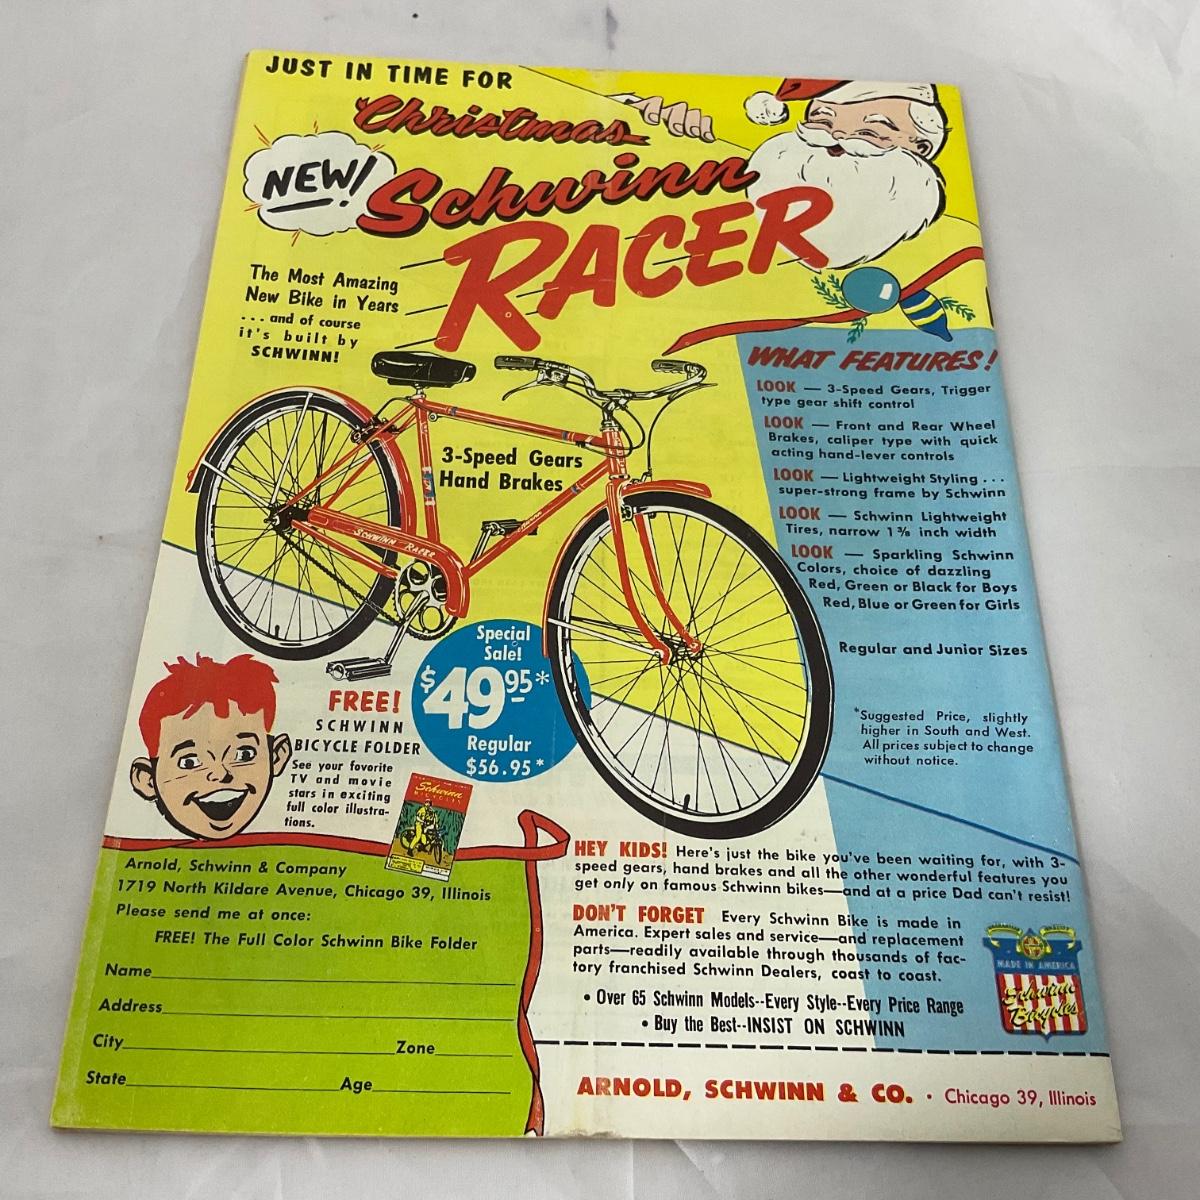 JUST IN TIME FOR
Christmas
NEW!
Schwinn
RACER
The Most Amazing
New Bike in Years
...and of course
it's built by
SCHWINN!
WHAT FEATURES!
LOOK — 3-Speed Gears, Trigger
type gear shift control
LOOK — Front and Rear Wheel
Brakes, caliper type with quick
acting hand-lever controls
LOOK — Lightweight Styling ...
super-strong frame by Schwinn
LOOK — Schwinn Lightweight
Tires, narrow 1⅜ inch width
LOOK — Sparkling Schwinn
Colors, choice of dazzling
Red, Green or Black for Boys
Red, Blue or Green for Girls
Regular and Junior Sizes
*Suggested Price, slightly
higher in South and West.
All prices subject to change
without notice.
3-Speed Gears
Hand Brakes
SCHWINN RACER
Special
Sale!
$49.95*
Regular
$56.95*
FREE!
SCHWINN
BICYCLE FOLDER
See your favorite
TV and movie
stars in exciting
full color illustra-
tions.
Schwinn
BICYCLES
Arnold, Schwinn & Company
1719 North Kildare Avenue, Chicago 39, Illinois
Please send me at once:
FREE! The Full Color Schwinn Bike Folder
Name
Address
City Zone
State Age
HEY KIDS! Here's just the bike you've been waiting for, with 3-
speed gears, hand brakes and all the other wonderful features you
get only on famous Schwinn bikes—and at a price Dad can't resist!
DON'T FORGET Every Schwinn Bike is made in
America. Expert sales and service—and replacement
parts—readily available through thousands of fac-
tory franchised Schwinn Dealers, coast to coast.
• Over 65 Schwinn Models--Every Style--Every Price Range
• Buy the Best--INSIST ON SCHWINN
MADE IN AMERICA
Schwinn
Bicycles
ARNOLD, SCHWINN & CO. • Chicago 39, Illinois